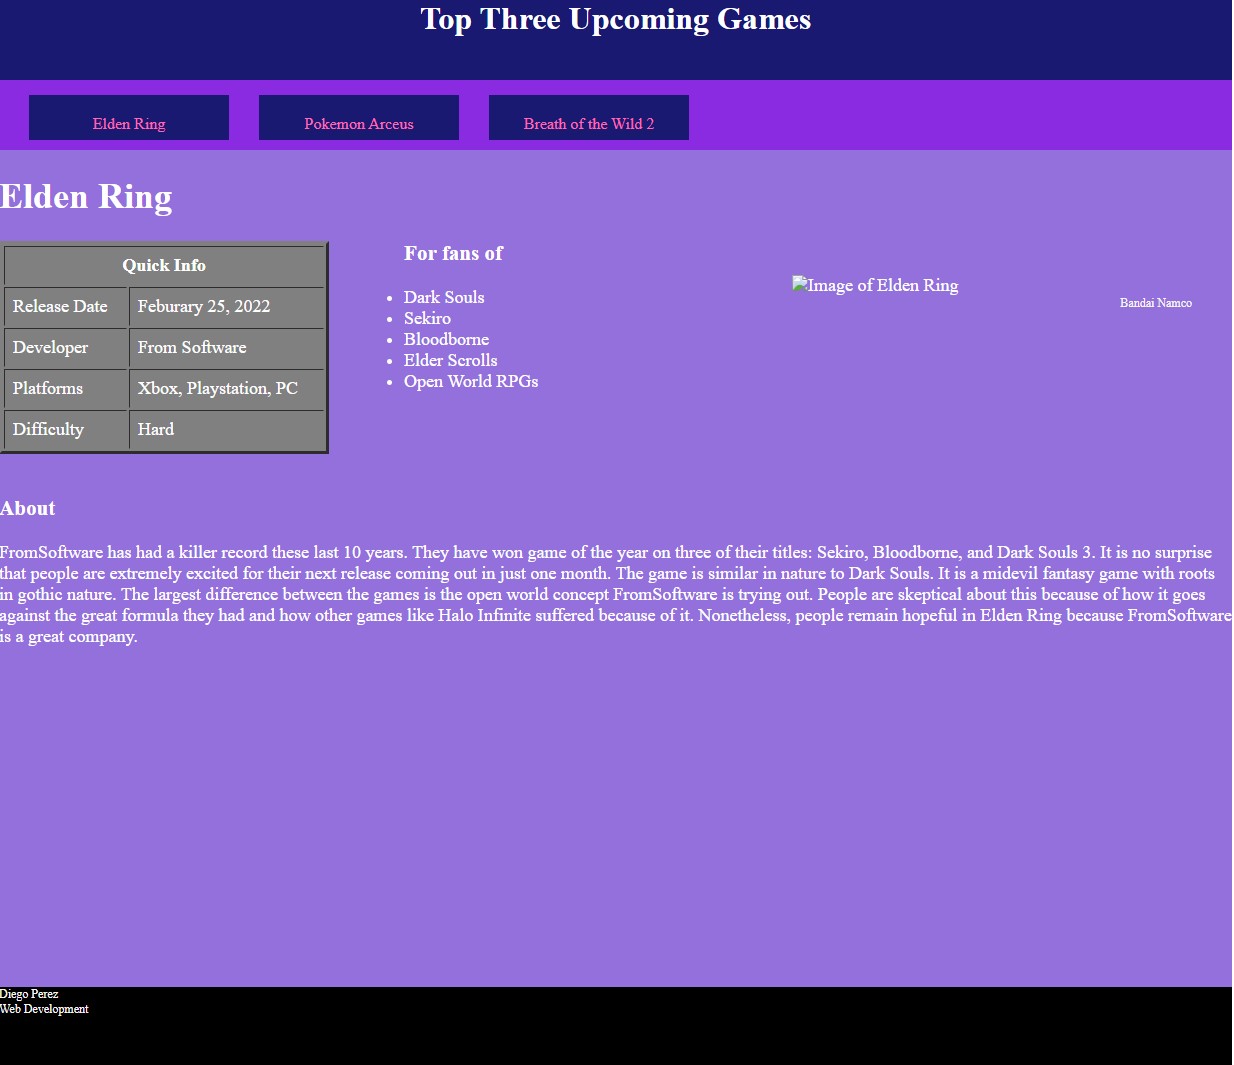 Top Three Upcoming Games
Elden Ring
Pokemon Arceus
Breath of the Wild 2
Elden Ring
Quick Info
Release Date Feburary 25, 2022
Developer From Software
Platforms Xbox, Playstation, PC
Difficulty Hard
For fans of
Dark Souls
Sekiro
Bloodborne
Elder Scrolls
Open World RPGs
Image of Elden Ring
Bandai Namco
About
FromSoftware has had a killer record these last 10 years. They have won game of the year on three of their titles: Sekiro, Bloodborne, and Dark Souls 3. It is no surprise
that people are extremely excited for their next release coming out in just one month. The game is similar in nature to Dark Souls. It is a midevil fantasy game with roots
in gothic nature. The largest difference between the games is the open world concept FromSoftware is trying out. People are skeptical about this because of how it goes
against the great formula they had and how other games like Halo Infinite suffered because of it. Nonetheless, people remain hopeful in Elden Ring because FromSoftware
is a great company.
Diego Perez
Web Development